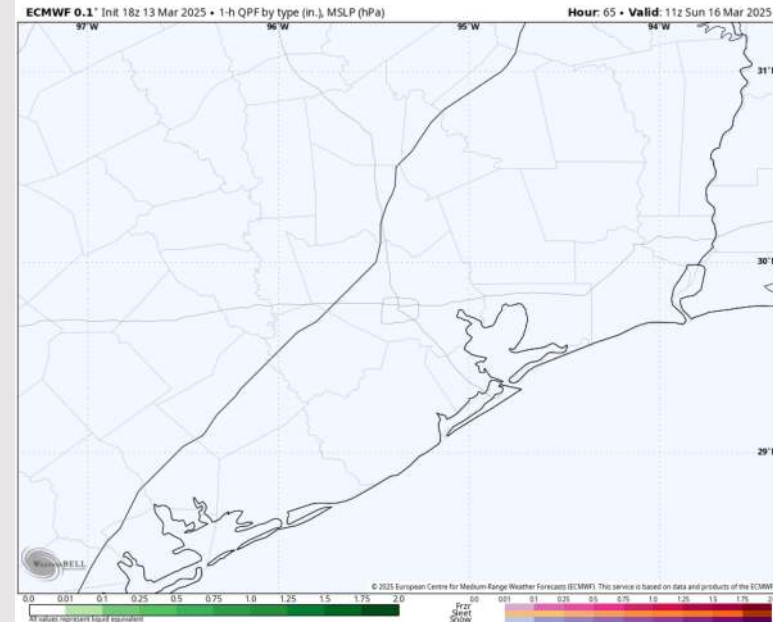 ECMWF 0.1° Init 18z 13 Mar 2025 • 1-h QPF by type (in.), MSLP (hPa) Hour: 65 • Valid: 11z Sun 16 Mar 2025
97°W 96°W 95°W 94°W
31°
30°
29°
WeatherBELL
© 2025 European Centre for Medium-Range Weather Forecasts (ECMWF). This service is based on data and products of the ECMWF
0.0 0.01 0.1 0.25 0.5 0.75 1.0 1.25 1.5 1.75 2.0 0.0 0.01 0.1 0.25 0.5 0.75 1.0 1.25 1.5 1.75 2.
All values represent liquid equivalent
Frzr
Sleet
Snow